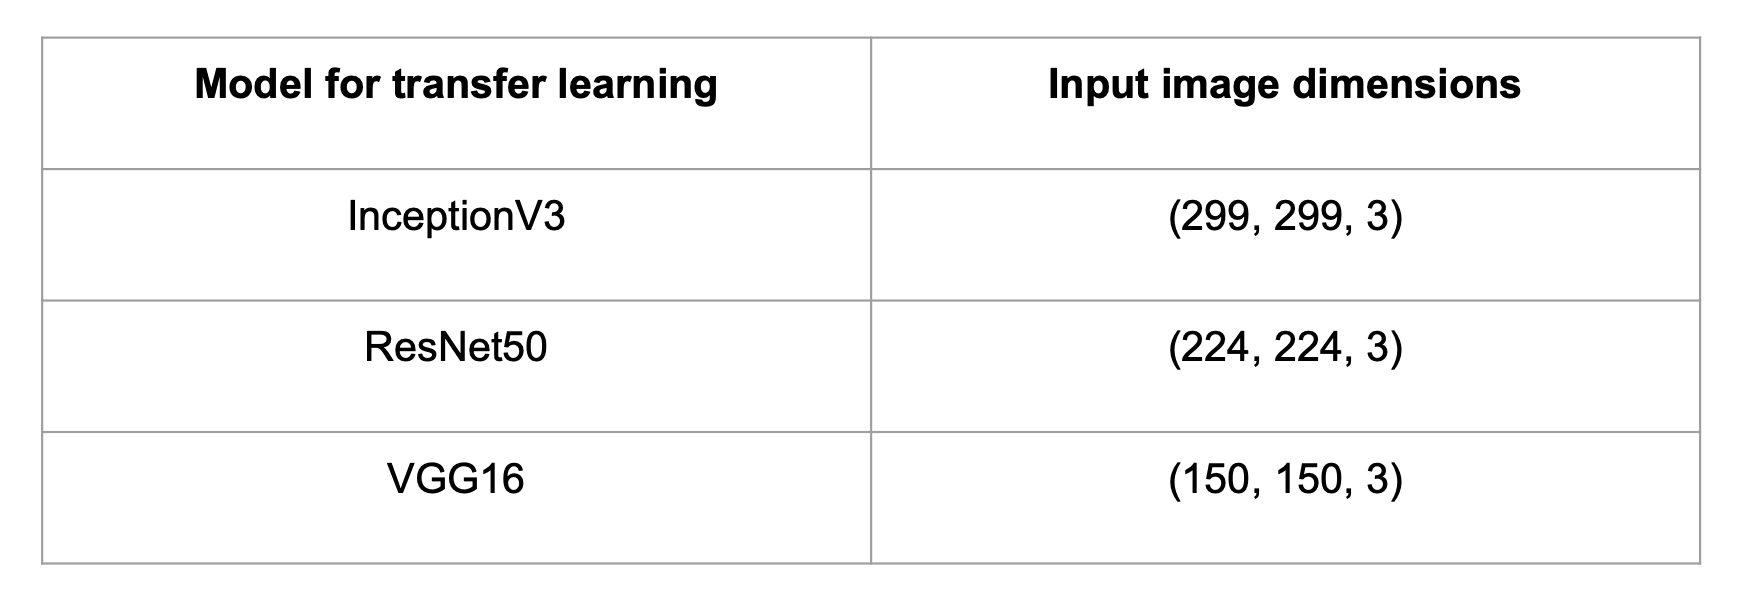 Model for transfer learning
Input image dimensions
InceptionV3
(299, 299, 3)
ResNet50
(224, 224, 3)
VGG16
(150, 150, 3)